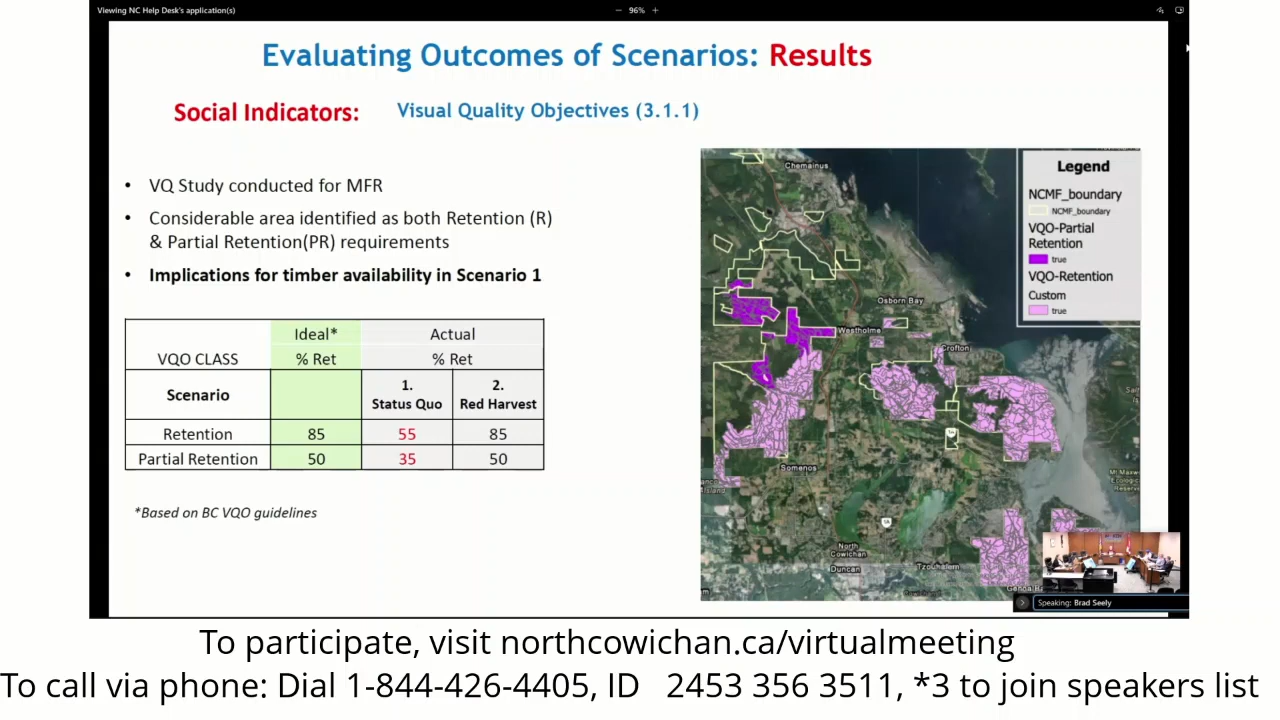 Viewing NC Help Desk's application(s)
96%
Evaluating Outcomes of Scenarios: Results
Social Indicators:
Visual Quality Objectives (3.1.1)
• VQ Study conducted for MFR
• Considerable area identified as both Retention (R)
& Partial Retention(PR) requirements
• Implications for timber availability in Scenario 1
Ideal* Actual
VQO CLASS % Ret % Ret
Scenario 1. Status Quo 2. Red Harvest
Retention 85 55 85
Partial Retention 50 35 50
*Based on BC VQO guidelines
Chemainus
Osborn Bay
Westholme
Crofton
Somenos
North
Cowichan
Duncan
Tzouhalem
Legend
NCMF_boundary
NCMF_boundary
VQO-Partial
Retention
true
VQO-Retention
Custom
true
Speaking: Brad Seely
To participate, visit northcowichan.ca/virtualmeeting
To call via phone: Dial 1-844-426-4405, ID 2453 356 3511, *3 to join speakers list